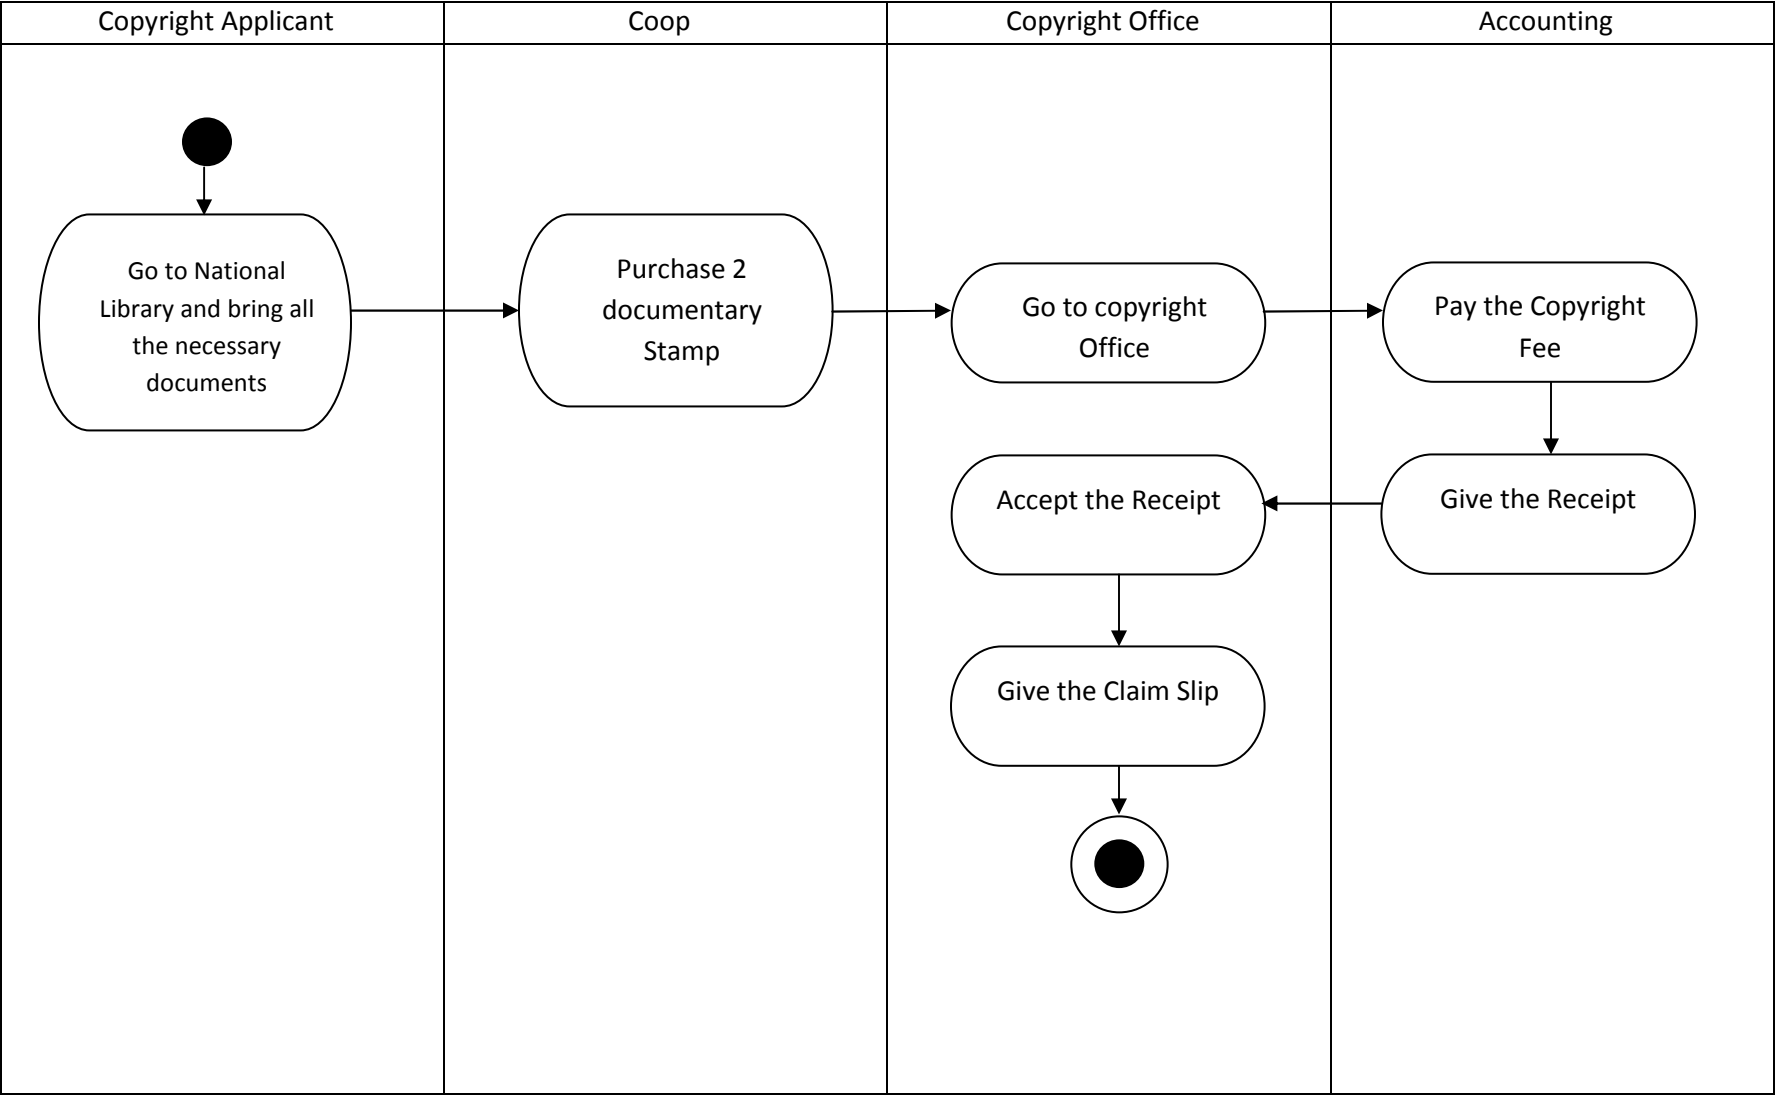 Copyright Applicant
Coop
Copyright Office
Accounting
Go to National
Library and bring all
the necessary
documents
Purchase 2
documentary
Stamp
Go to copyright
Office
Pay the Copyright
Fee
Give the Receipt
Accept the Receipt
Give the Claim Slip